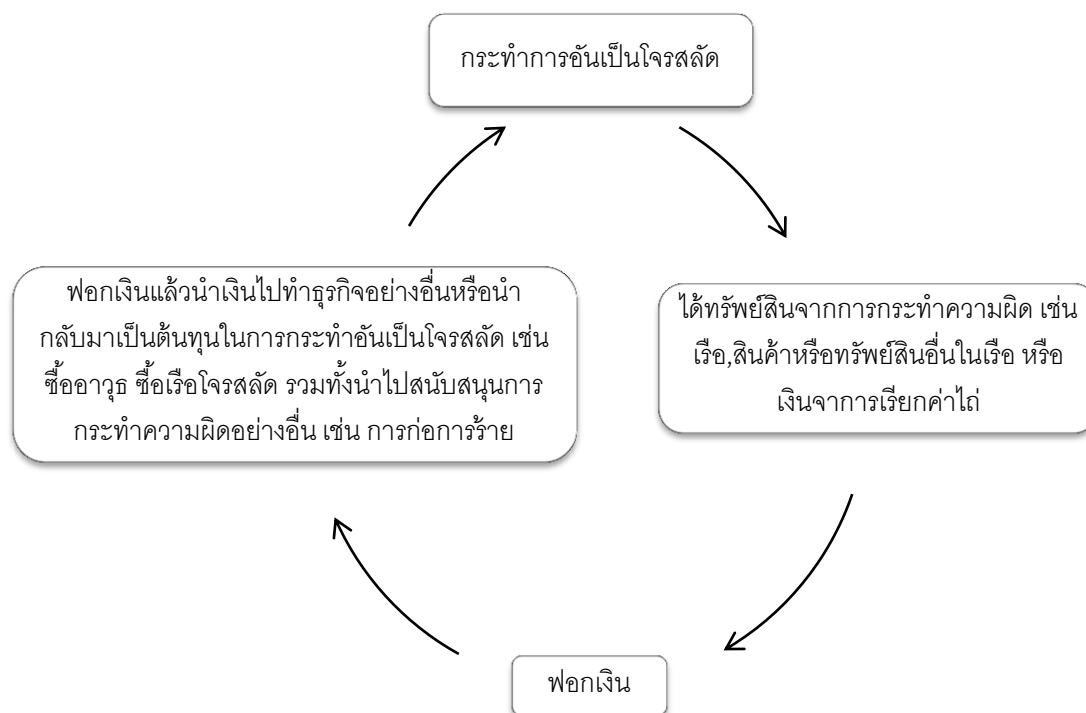 กระทำการอันเป็นโจรสลัด
ได้ทรัพย์สินจากการกระทำความผิด เช่น
เรือ,สินค้าหรือทรัพย์สินอื่นในเรือ หรือ
เงินจาการเรียกค่าไถ่
ฟอกเงิน
ฟอกเงินแล้วนำเงินไปทำธุรกิจอย่างอื่นหรือนำ
กลับมาเป็นต้นทุนในการกระทำอันเป็นโจรสลัด เช่น
ซื้ออาวุธ ซื้อเรือโจรสลัด รวมทั้งนำไปสนับสนุนการ
กระทำความผิดอย่างอื่น เช่น การก่อการร้าย